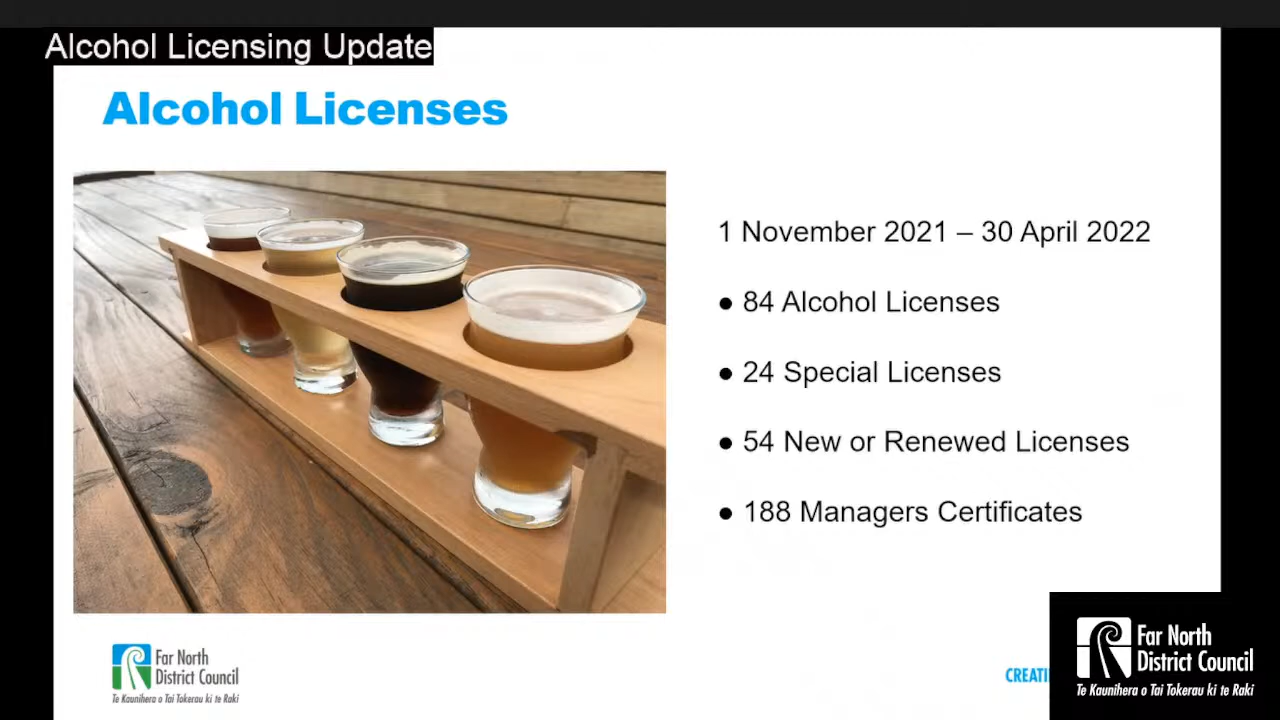 Alcohol Licensing Update
Alcohol Licenses
1 November 2021 – 30 April 2022
● 84 Alcohol Licenses
● 24 Special Licenses
● 54 New or Renewed Licenses
● 188 Managers Certificates
Far North
District Council
Te Kaunihera o Tai Tokerau ki te Raki
CREATI
Far North
District Council
Te Kaunihera o Tai Tokerau ki te Raki